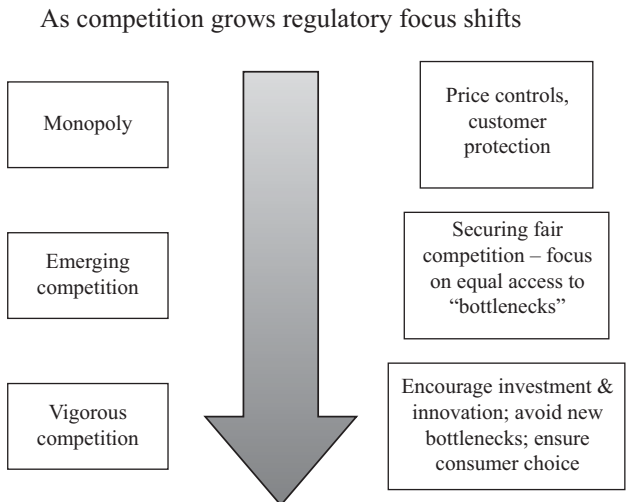 As competition grows regulatory focus shifts
Monopoly
Price controls,
customer
protection
Emerging
competition
Securing fair
competition – focus
on equal access to
“bottlenecks”
Vigorous
competition
Encourage investment &
innovation; avoid new
bottlenecks; ensure
consumer choice